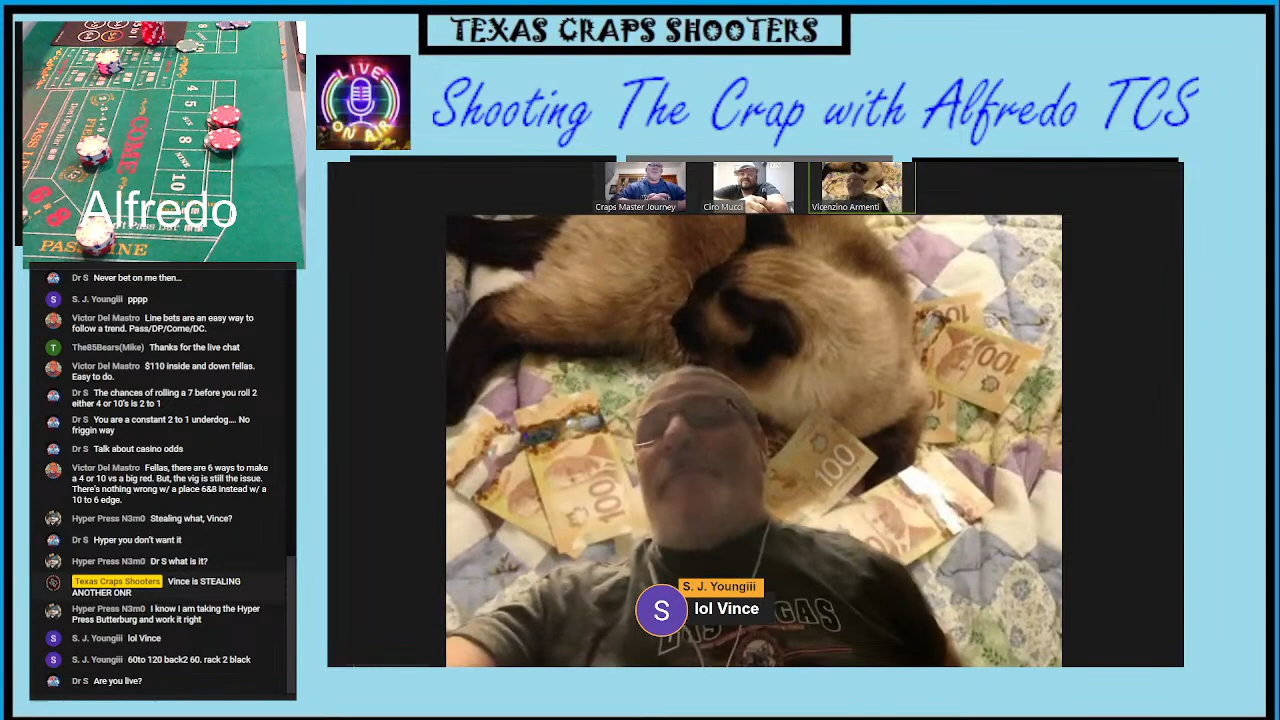 TEXAS CRAPS SHOOTERS
LIVE
ON AIR
Shooting The Crap with Alfredo TCS
COME
4
5
SIX
8
NINE
10
Alfredo
PASS LINE
Craps Master Journey
Ciro Mucci
Vicenzino Armenti
Dr S Never bet on me then...
S. J. Youngiii pppp
Victor Del Mastro Line bets are an easy way to
follow a trend. Pass/DP/Come/DC.
The85Bears(Mike) Thanks for the live chat
Victor Del Mastro $110 inside and down fellas.
Easy to do.
Dr S The chances of rolling a 7 before you roll 2
either 4 or 10's is 2 to 1
Dr S You are a constant 2 to 1 underdog.... No
friggin way
Dr S Talk about casino odds
Victor Del Mastro Fellas, there are 6 ways to make
a 4 or 10 vs a big red. But, the vig is still the issue.
There's nothing wrong w/ a place 6&8 instead w/ a
10 to 6 edge.
Hyper Press N3m0 Stealing what, Vince?
Dr S Hyper you don't want it
Hyper Press N3m0 Dr S what is it?
Texas Craps Shooters Vince is STEALING
ANOTHER ONR
Hyper Press N3m0 I know I am taking the Hyper
Press Butterburg and work it right
S S. J. Youngiii lol Vince
S S. J. Youngiii 60to 120 back2 60. rack 2 black
Dr S Are you live?
100
100
100
S. J. Youngiii
S lol Vince
VEGAS